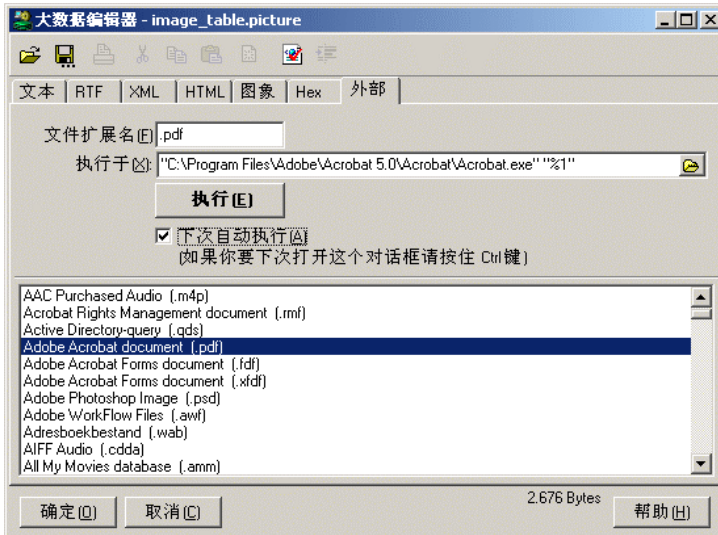 大数据编辑器 - image_table.picture
文本 RTF XML HTML 图象 Hex 外部
文件扩展名(F) .pdf
执行于(X): "C:\Program Files\Adobe\Acrobat 5.0\Acrobat\Acrobat.exe" "%1"
执行(E)
下次自动执行(A)
(如果你要下次打开这个对话框请按住 Ctrl键)
AAC Purchased Audio (.m4p)
Acrobat Rights Management document (.rmf)
Active Directory-query (.qds)
Adobe Acrobat document (.pdf)
Adobe Acrobat Forms document (.fdf)
Adobe Acrobat Forms document (.xfdf)
Adobe Photoshop Image (.psd)
Adobe WorkFlow Files (.awf)
Adresboekbestand (.wab)
AIFF Audio (.cdda)
All My Movies database (.amm)
确定(O) 取消(C) 2.676 Bytes 帮助(H)